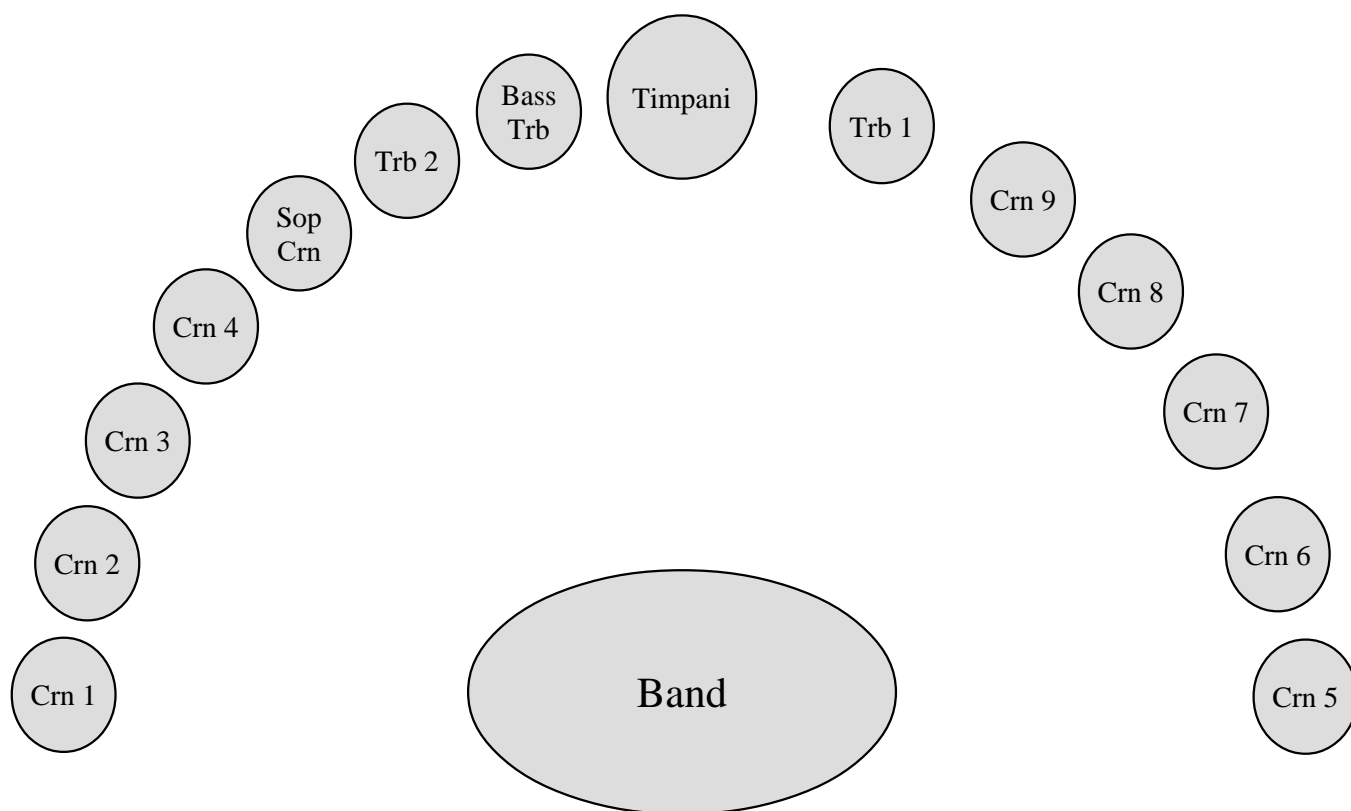 Bass
Trb
Timpani
Trb 1
Trb 2
Crn 9
Sop
Crn
Crn 8
Crn 4
Crn 7
Crn 3
Crn 2
Crn 6
Crn 1
Band
Crn 5